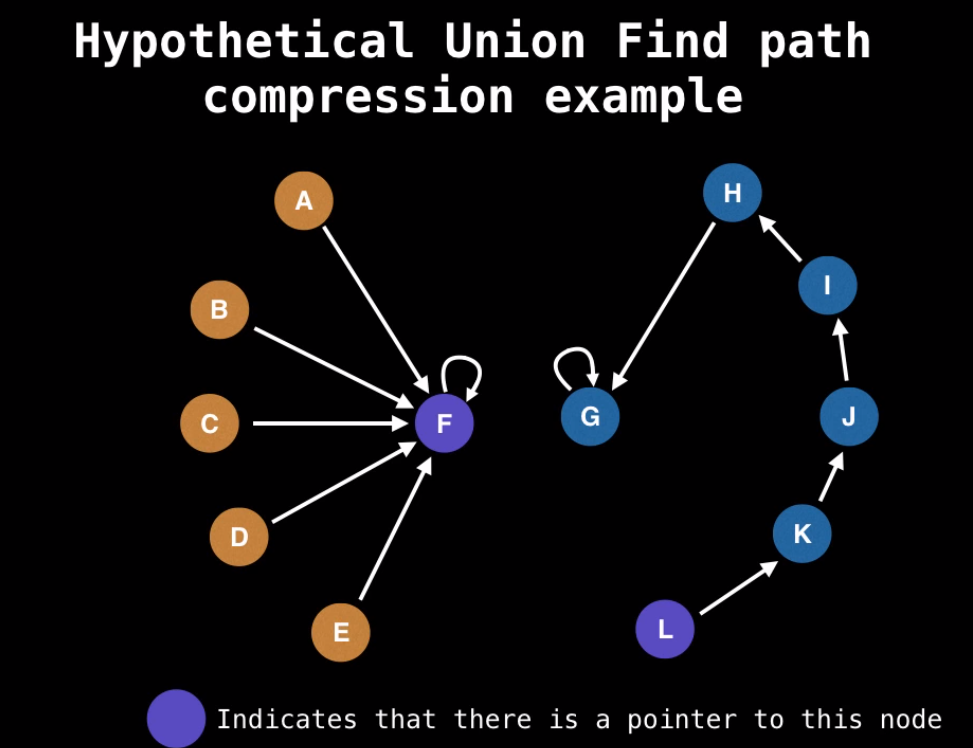 Hypothetical Union Find path
compression example
A
H
I
B
C
F
G
J
D
K
E
L
Indicates that there is a pointer to this node